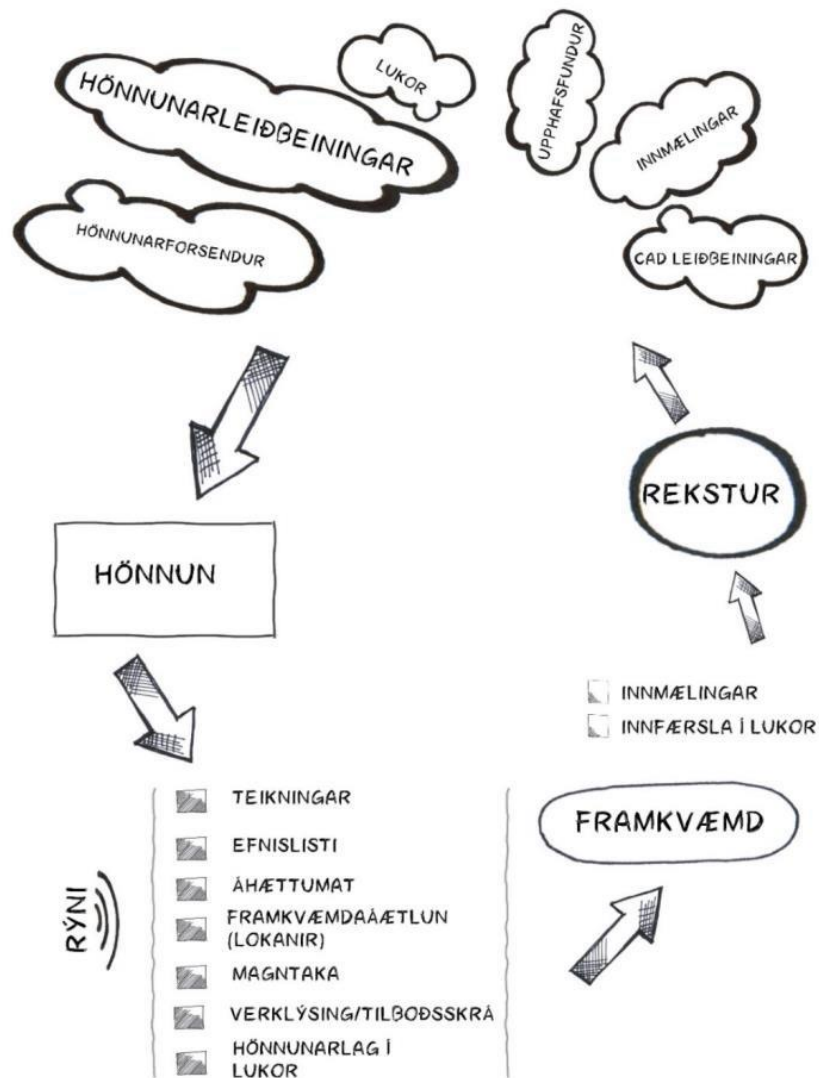 LUKOR
HÖNNUNARLEIÐBEININGAR
HÖNNUNARFORSENDUR
UPPHAFSFUNDUR
INNMÆLINGAR
CAD LEIÐBEININGAR
HÖNNUN
REKSTUR
INNMÆLINGAR
INNFÆRSLA Í LUKOR
RÝNI
TEIKNINGAR
EFNISLISTI
ÁHÆTTUMAT
FRAMKVÆMDAÁÆTLUN
(LOKANIR)
MAGNTAKA
VERKLÝSING/TILBOÐSSKRÁ
HÖNNUNARLAG Í
LUKOR
FRAMKVÆMD